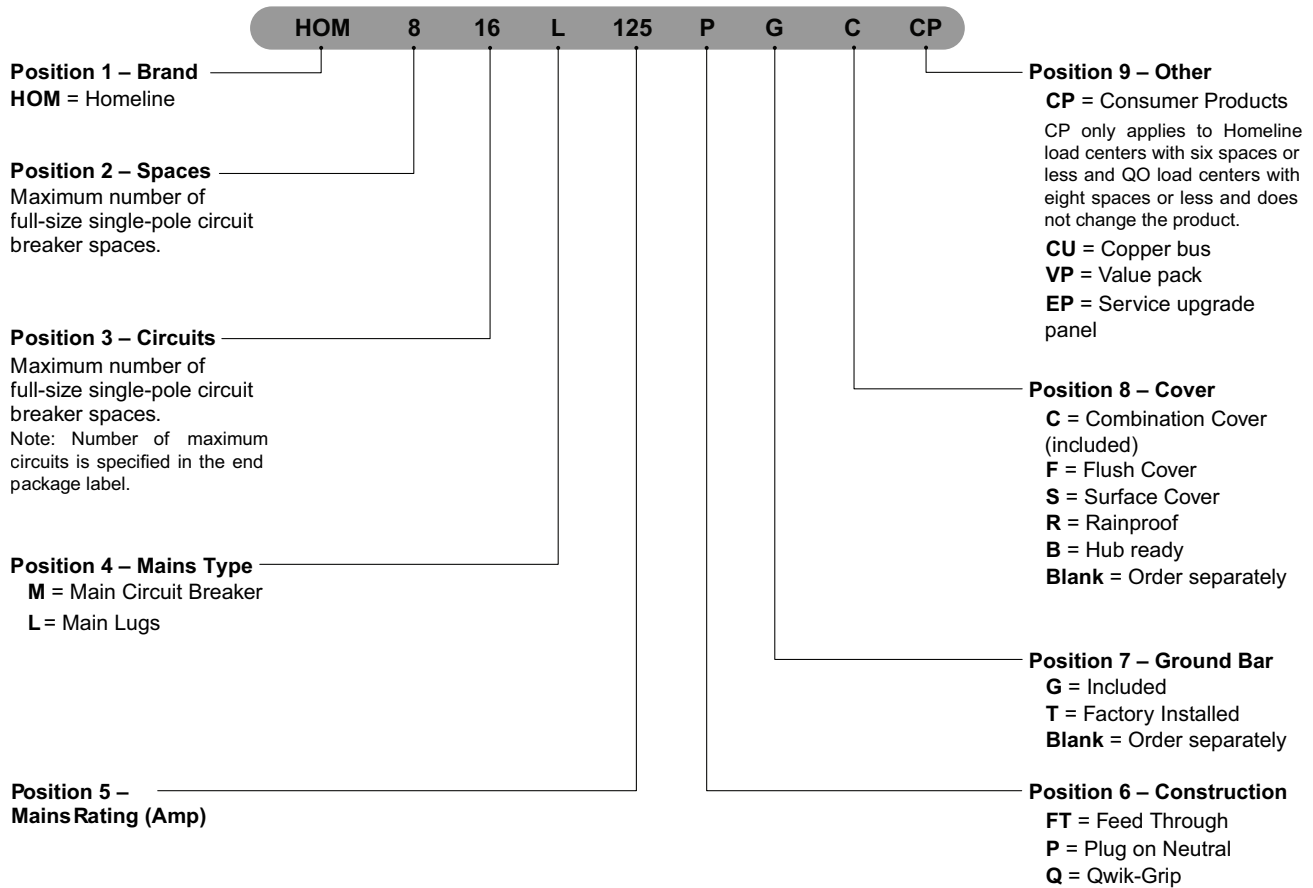 HOM 8 16 L 125 P G C CP
Position 1 – Brand
HOM = Homeline
Position 2 – Spaces
Maximum number of
full-size single-pole circuit
breaker spaces.
Position 3 – Circuits
Maximum number of
full-size single-pole circuit
breaker spaces.
Note: Number of maximum
circuits is specified in the end
package label.
Position 4 – Mains Type
M = Main Circuit Breaker
L = Main Lugs
Position 5 –
Mains Rating (Amp)
Position 9 – Other
CP = Consumer Products
CP only applies to Homeline
load centers with six spaces or
less and QO load centers with
eight spaces or less and does
not change the product.
CU = Copper bus
VP = Value pack
EP = Service upgrade
panel
Position 8 – Cover
C = Combination Cover
(included)
F = Flush Cover
S = Surface Cover
R = Rainproof
B = Hub ready
Blank = Order separately
Position 7 – Ground Bar
G = Included
T = Factory Installed
Blank = Order separately
Position 6 – Construction
FT = Feed Through
P = Plug on Neutral
Q = Qwik-Grip